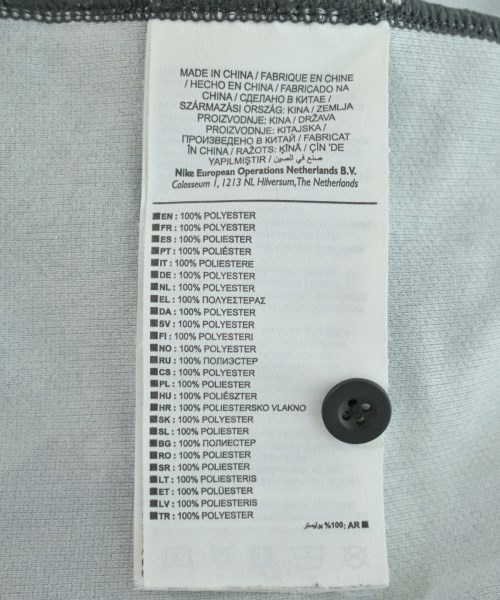 MADE IN CHINA / FABRIQUE EN CHINE
/ HECHO EN CHINA / FABRICADO NA
CHINA / СДЕЛАНО В КИТАЕ /
SZÁRMAZÁSI ORSZÁG: KINA / ZEMLJA
PROIZVODNJE: KINA / DRŽAVA
PROIZVODNJE: KITAJSKA /
ПРОИЗВЕДЕНО В КИТАЙ / FABRICAT
ÎN CHINA / RAŽOTS: ĶĪNĀ / ÇİN 'DE
YAPILMIŞTIR / صنع في الصين
Nike European Operations Netherlands B.V.
Colosseum 1, 1213 NL Hilversum, The Netherlands
EN : 100% POLYESTER
FR : 100% POLYESTER
ES : 100% POLIESTER
PT : 100% POLIÉSTER
IT : 100% POLIESTERE
DE : 100% POLYESTER
NL : 100% POLYESTER
EL : 100% ΠΟΛΥΕΣΤΕΡΑΣ
DA : 100% POLYESTER
SV : 100% POLYESTER
FI : 100% POLYESTERI
NO : 100% POLYESTER
RU : 100% ПОЛИЭСТЕР
CS : 100% POLYESTER
PL : 100% POLIESTER
HU : 100% POLIÉSZTER
HR : 100% POLIESTERSKO VLAKNO
SK : 100% POLYESTER
SL : 100% POLIESTER
BG : 100% ПОЛИЕСТЕР
RO : 100% POLIESTER
SR : 100% POLIESTER
LT : 100% POLIESTERIS
ET : 100% POLÜESTER
LV : 100% POLIESTERIS
TR : 100% POLYESTER
AR :100% بوليستر